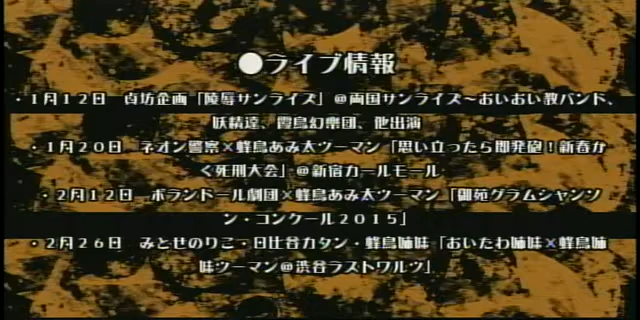 ●ライブ情報
・１月１２日　貞坊企画「陵辱サンライズ」＠両国サンライズ～おいおい教バンド、
妖精達、霞鳥幻樂団、他出演
・１月２０日　ネオン警察×蜂鳥あみ太ツーマン「思い立ったら即発砲！新春か
く死刑大会」＠新宿カールモール
・２月１２日　ボランドール劇団×蜂鳥あみ太ツーマン「御苑グラムシャンソ
ン・コンクール２０１５」
・２月２６日　みとせのりこ・日比谷カタン・蜂鳥姉妹「おいたわ姉妹×蜂鳥姉
妹ツーマン＠渋谷ラストワルツ」